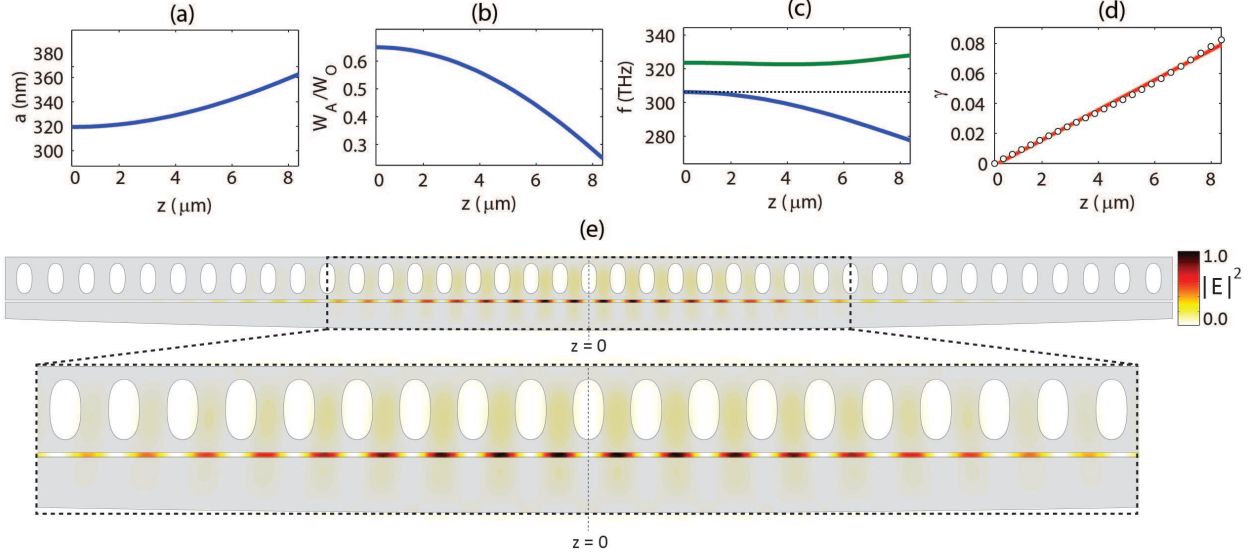 (a)
a (nm)
380
360
340
320
300
0 2 4 6 8
z ( μm)
(b)
W_A/W_O
0.6
0.5
0.4
0.3
0 2 4 6 8
z ( μm)
(c)
f (THz)
340
320
300
280
0 2 4 6 8
z ( μm)
(d)
γ
0.08
0.06
0.04
0.02
0
2 4 6 8
z ( μm)
(e)
1.0
|E|²
0.0
z = 0
z = 0